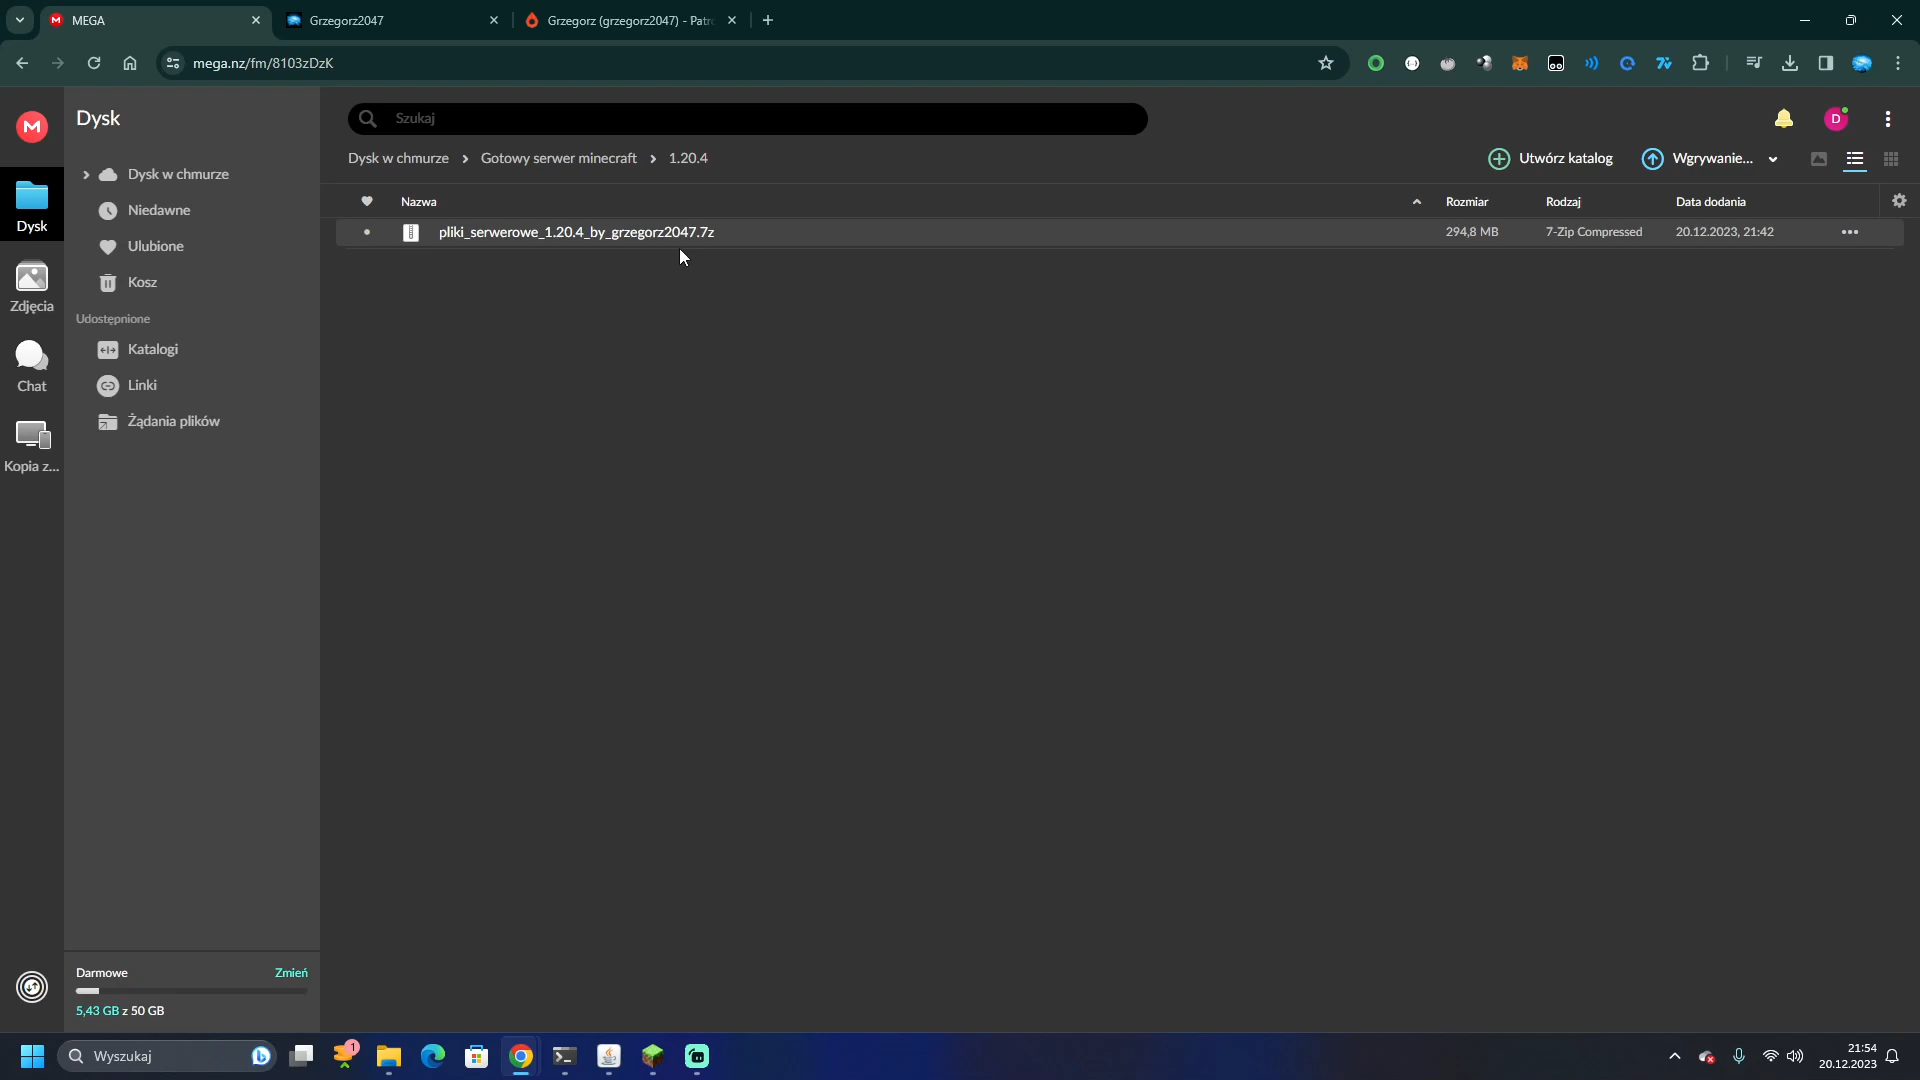 MEGA
Grzegorz2047
Grzegorz (grzegorz2047) - Patr
mega.nz/fm/8103zDzK
Dysk
Szukaj
D
Dysk w chmurze
Gotowy serwer minecraft
1.20.4
Utwórz katalog
Wgrywanie...
Dysk w chmurze
Niedawne
Ulubione
Kosz
Udostępnione
Katalogi
Linki
Żądania plików
Dysk
Zdjęcia
Chat
Kopia z...
Nazwa
Rozmiar
Rodzaj
Data dodania
pliki_serwerowe_1.20.4_by_grzegorz2047.7z
294,8 MB
7-Zip Compressed
20.12.2023, 21:42
Darmowe
Zmień
5,43 GB z 50 GB
Wyszukaj
1
21:54
20.12.2023